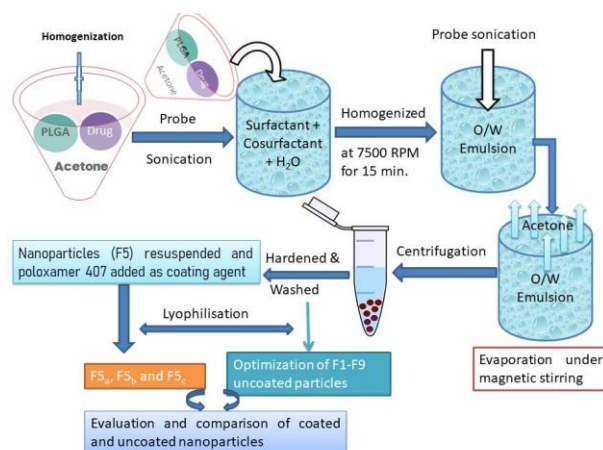 Homogenization
PLGA
Drug
Acetone
PLGA
Drug
Acetone
Probe
Sonication
Surfactant +
Cosurfactant
+ H₂O
Homogenized
at 7500 RPM
for 15 min.
Probe sonication
O/W
Emulsion
Acetone
O/W
Emulsion
Evaporation under
magnetic stirring
Centrifugation
Hardened &
Washed
Nanoparticles (F5) resuspended and
poloxamer 407 added as coating agent
Lyophilisation
F5ₐ, F5_b and F5_c
Optimization of F1-F9
uncoated particles
Evaluation and comparison of coated
and uncoated nanoparticles